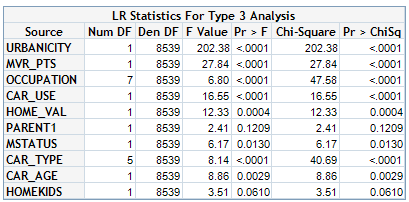 LR Statistics For Type 3 Analysis
Source Num DF Den DF F Value Pr > F Chi-Square Pr > ChiSq
URBANICITY 1 8539 202.38 <.0001 202.38 <.0001
MVR_PTS 1 8539 27.84 <.0001 27.84 <.0001
OCCUPATION 7 8539 6.80 <.0001 47.58 <.0001
CAR_USE 1 8539 16.55 <.0001 16.55 <.0001
HOME_VAL 1 8539 12.33 0.0004 12.33 0.0004
PARENT1 1 8539 2.41 0.1209 2.41 0.1209
MSTATUS 1 8539 6.17 0.0130 6.17 0.0130
CAR_TYPE 5 8539 8.14 <.0001 40.69 <.0001
CAR_AGE 1 8539 8.86 0.0029 8.86 0.0029
HOMEKIDS 1 8539 3.51 0.0610 3.51 0.0610